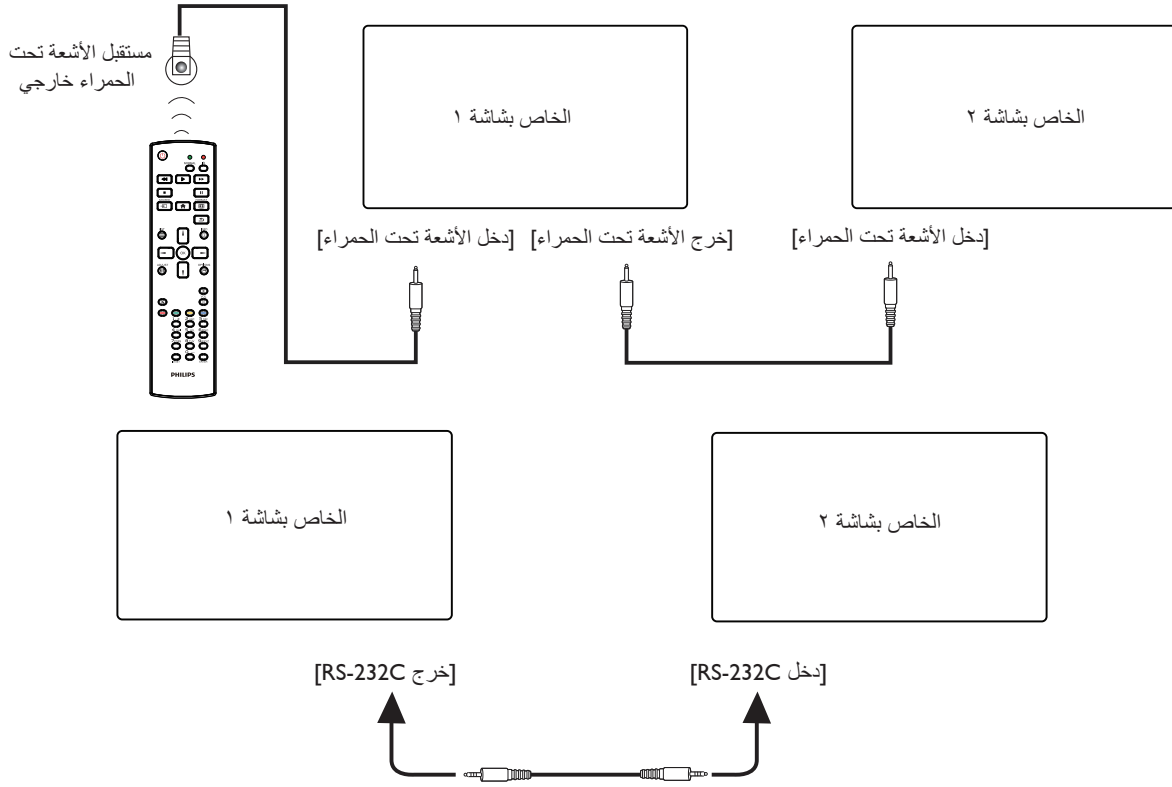 مستقبل الأشعة تحت
الحمراء خارجي
الخاص بشاشة ١
الخاص بشاشة ٢
[دخل الأشعة تحت الحمراء]
[خرج الأشعة تحت الحمراء]
[دخل الأشعة تحت الحمراء]
PHILIPS
الخاص بشاشة ١
الخاص بشاشة ٢
[خرج RS-232C]
[دخل RS-232C]